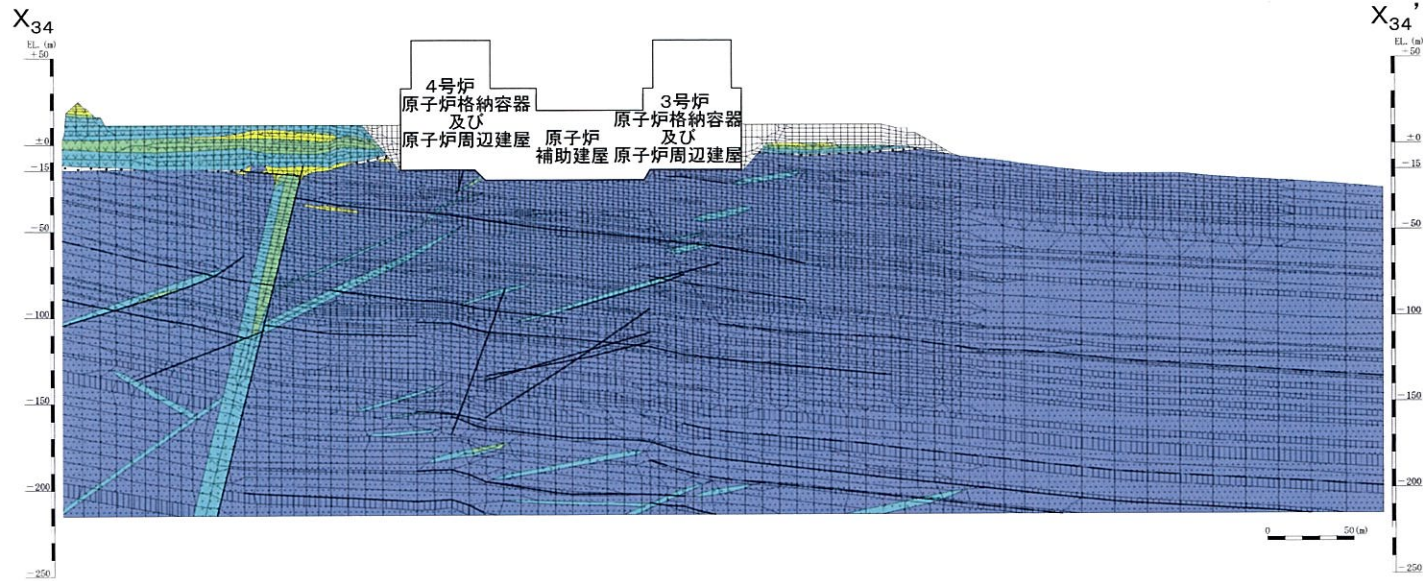 X34
X34'
EL. (m)
+50
±0
-15
-50
-100
-150
-200
-250
4号炉
原子炉格納容器
及び
原子炉周辺建屋
原子炉
補助建屋
3号炉
原子炉格納容器
及び
原子炉周辺建屋
EL. (m)
+50
±0
-15
-50
-100
-150
-200
-250
0 50(m)